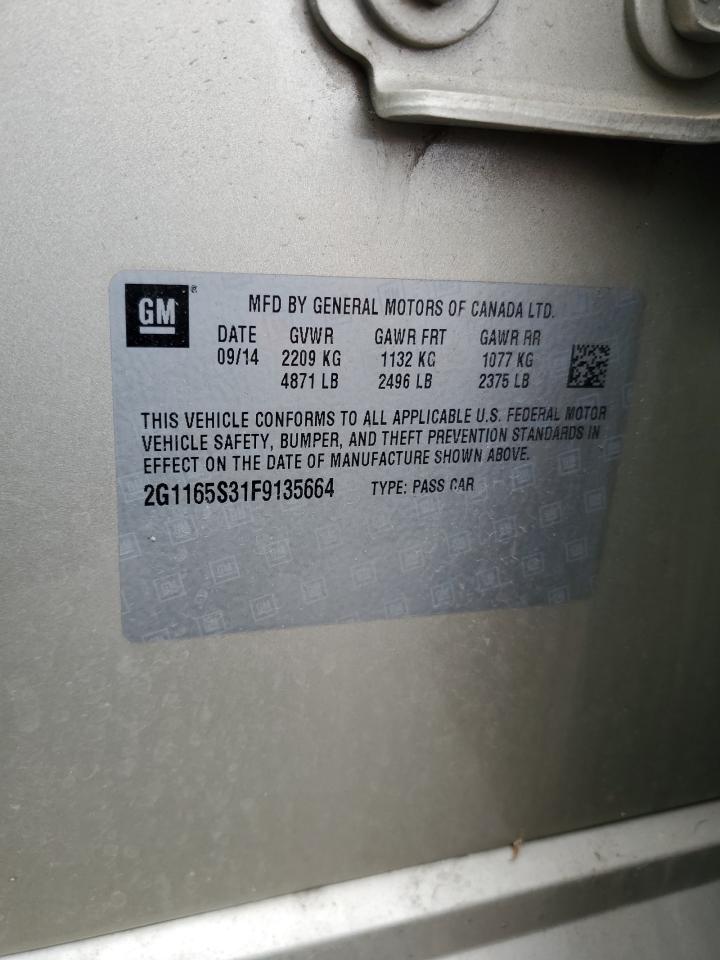 GM ® MFD BY GENERAL MOTORS OF CANADA LTD.
DATE GVWR GAWR FRT GAWR RR
09/14 2209 KG 1132 KG 1077 KG
4871 LB 2496 LB 2375 LB
THIS VEHICLE CONFORMS TO ALL APPLICABLE U.S. FEDERAL MOTOR
VEHICLE SAFETY, BUMPER, AND THEFT PREVENTION STANDARDS IN
EFFECT ON THE DATE OF MANUFACTURE SHOWN ABOVE.
2G1165S31F9135664 TYPE: PASS CAR